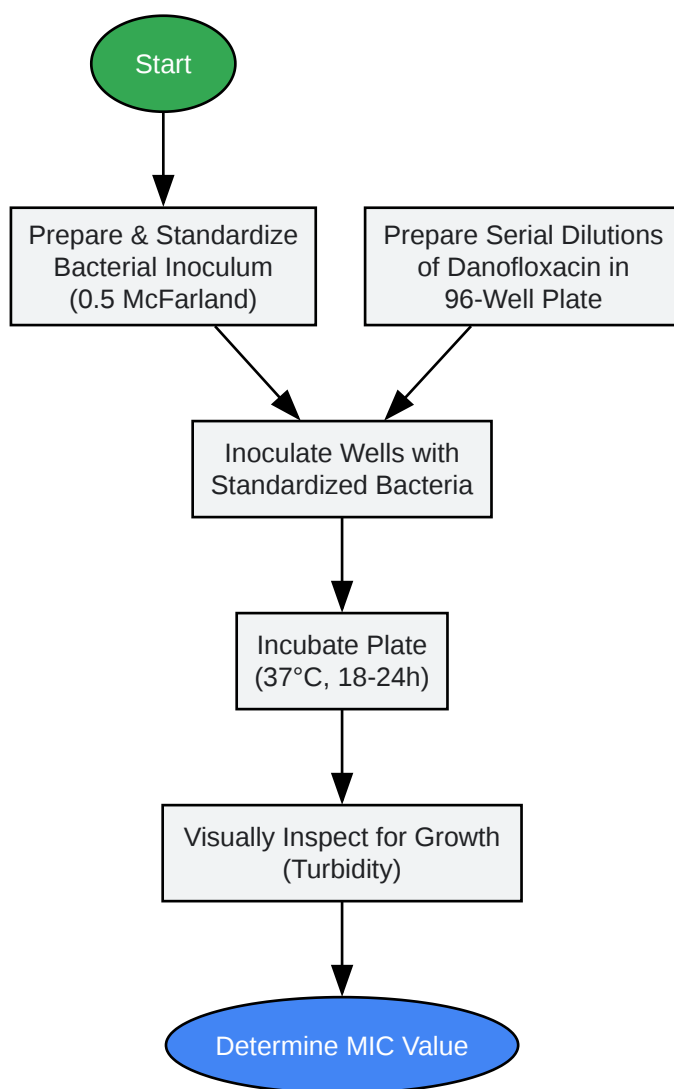 Start
Prepare & Standardize
Bacterial Inoculum
(0.5 McFarland)
Prepare Serial Dilutions
of Danofloxacin in
96-Well Plate
Inoculate Wells with
Standardized Bacteria
Incubate Plate
(37°C, 18-24h)
Visually Inspect for Growth
(Turbidity)
Determine MIC Value